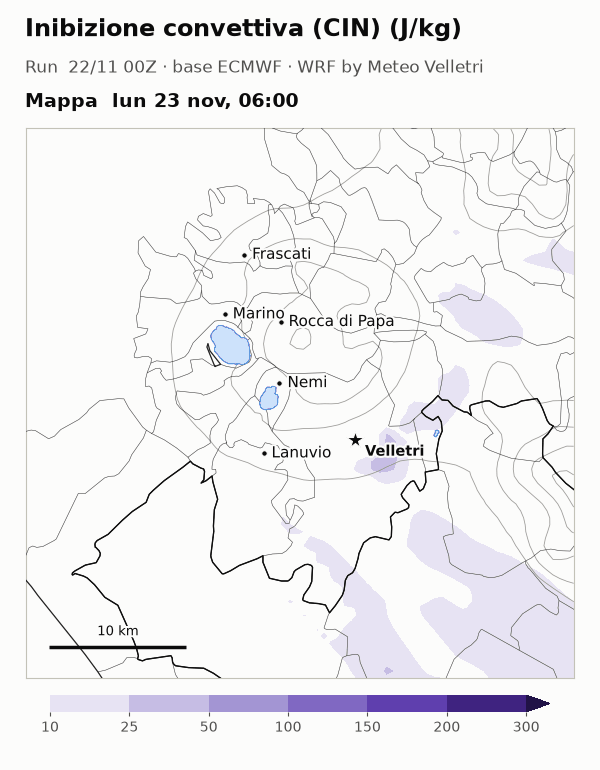 Inibizione convettiva (CIN) (J/kg)
Run  22/11 00Z · base ECMWF · WRF by Meteo Velletri
Mappa  lun 23 nov, 06:00
Frascati
Marino
Rocca di Papa
Nemi
Velletri
Lanuvio
10 km
10 25 50 100 150 200 300